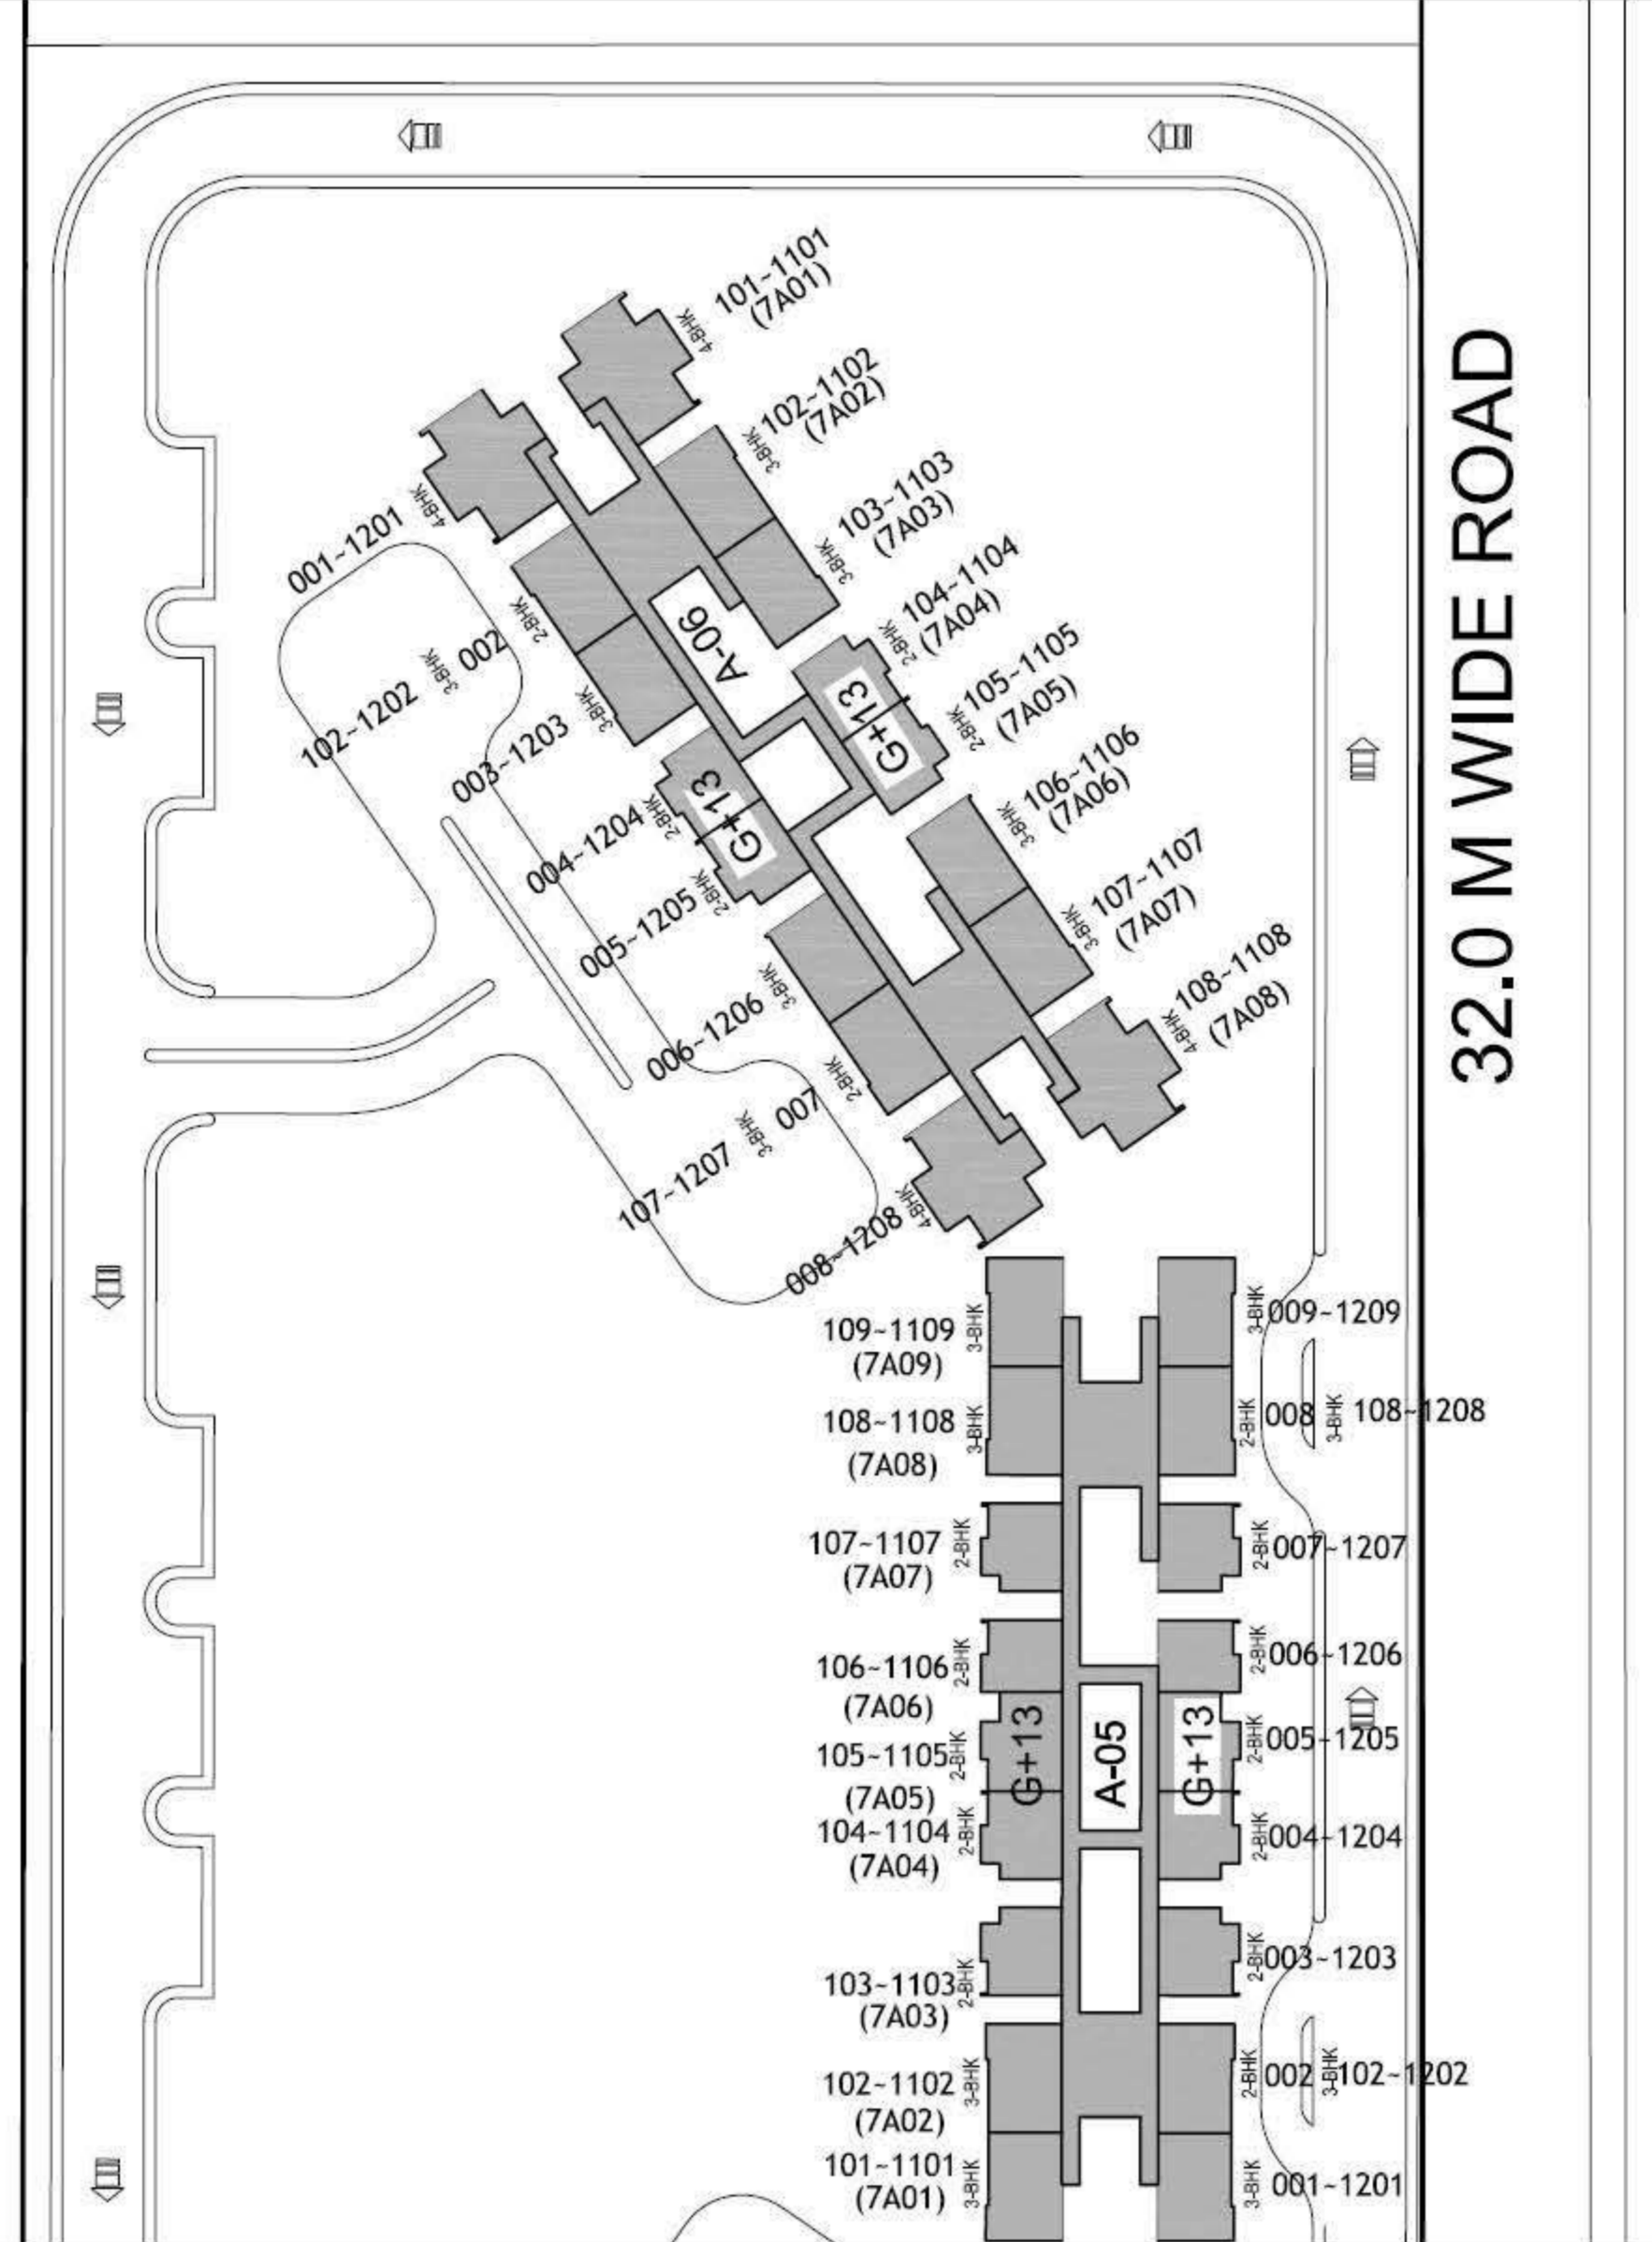 101~1101
(7A01)
4-BHK
102~1102
(7A02)
3-BHK
103~1103
(7A03)
3-BHK
104~1104
(7A04)
2-BHK
105~1105
(7A05)
2-BHK
106~1106
(7A06)
3-BHK
107~1107
(7A07)
3-BHK
108~1108
(7A08)
4-BHK
001~1201
4-BHK
102~1202 3-BHK 002 2-BHK
003~1203
3-BHK
004~1204
2-BHK
005~1205
2-BHK
006~1206
3-BHK
107~1207 3-BHK 007 2-BHK
008~1208
4-BHK
A-06
G+13
G+13
32.0 M WIDE ROAD
109~1109
(7A09)
3-BHK
108~1108
(7A08)
3-BHK
107~1107
(7A07)
2-BHK
106~1106
(7A06)
2-BHK
105~1105
(7A05)
2-BHK
104~1104
(7A04)
2-BHK
103~1103
(7A03)
2-BHK
102~1102
(7A02)
3-BHK
101~1101
(7A01)
3-BHK
G+13
A-05
G+13
3-BHK 009~1209
2-BHK 008 3-BHK 108~1208
2-BHK 007~1207
2-BHK 006~1206
2-BHK 005~1205
2-BHK 004~1204
2-BHK 003~1203
2-BHK 002 3-BHK 102~1202
3-BHK 001~1201